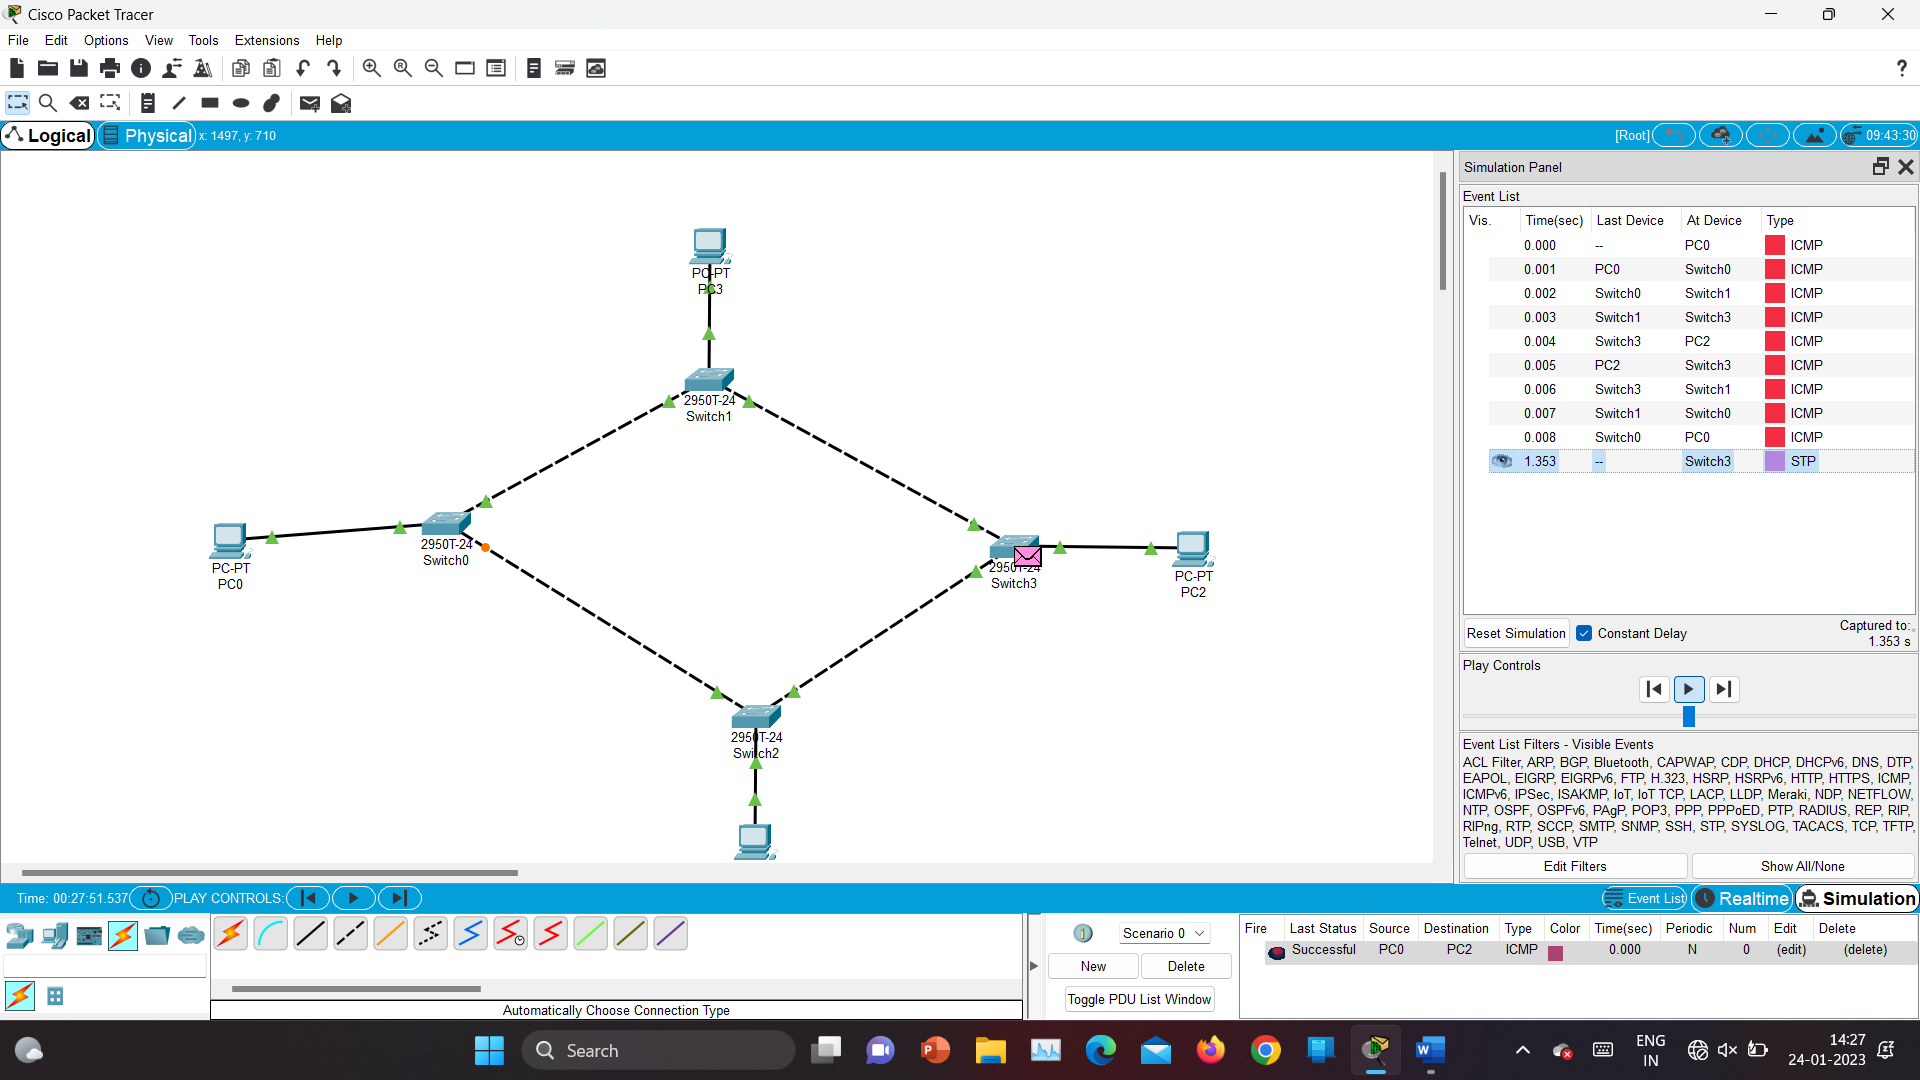 Cisco Packet Tracer
File Edit Options View Tools Extensions Help
?
Logical Physical x: 1497, y: 710 [Root] 09:43:30
PC-PT
PC3
2950T-24
Switch1
2950T-24
Switch0
PC-PT
PC0
2950T-24
Switch3
PC-PT
PC2
2950T-24
Switch2
Simulation Panel
Event List
Vis. Time(sec) Last Device At Device Type
0.000 -- PC0 ICMP
0.001 PC0 Switch0 ICMP
0.002 Switch0 Switch1 ICMP
0.003 Switch1 Switch3 ICMP
0.004 Switch3 PC2 ICMP
0.005 PC2 Switch3 ICMP
0.006 Switch3 Switch1 ICMP
0.007 Switch1 Switch0 ICMP
0.008 Switch0 PC0 ICMP
1.353 -- Switch3 STP
Reset Simulation Constant Delay Captured to:
1.353 s
Play Controls
Event List Filters - Visible Events
ACL Filter, ARP, BGP, Bluetooth, CAPWAP, CDP, DHCP, DHCPv6, DNS, DTP,
EAPOL, EIGRP, EIGRPv6, FTP, H.323, HSRP, HSRPv6, HTTP, HTTPS, ICMP,
ICMPv6, IPSec, ISAKMP, IoT, IoT TCP, LACP, LLDP, Meraki, NDP, NETFLOW,
NTP, OSPF, OSPFv6, PAgP, POP3, PPP, PPPoED, PTP, RADIUS, REP, RIP,
RIPng, RTP, SCCP, SMTP, SNMP, SSH, STP, SYSLOG, TACACS, TCP, TFTP,
Telnet, UDP, USB, VTP
Edit Filters Show All/None
Time: 00:27:51.537 PLAY CONTROLS: Event List Realtime Simulation
Scenario 0
New Delete
Toggle PDU List Window
Fire Last Status Source Destination Type Color Time(sec) Periodic Num Edit Delete
Successful PC0 PC2 ICMP 0.000 N 0 (edit) (delete)
Automatically Choose Connection Type
Search
ENG
IN
14:27
24-01-2023